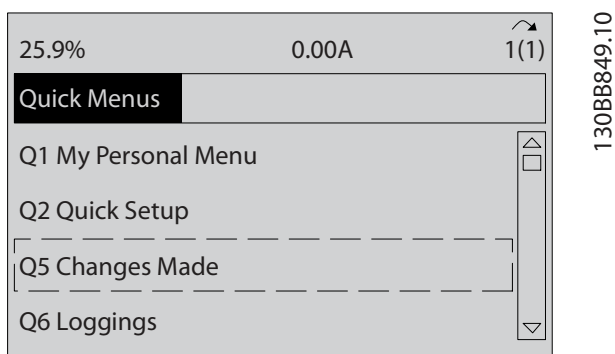 25.9% 0.00A 1(1)
Quick Menus
Q1 My Personal Menu
Q2 Quick Setup
Q5 Changes Made
Q6 Loggings
130BB849.10